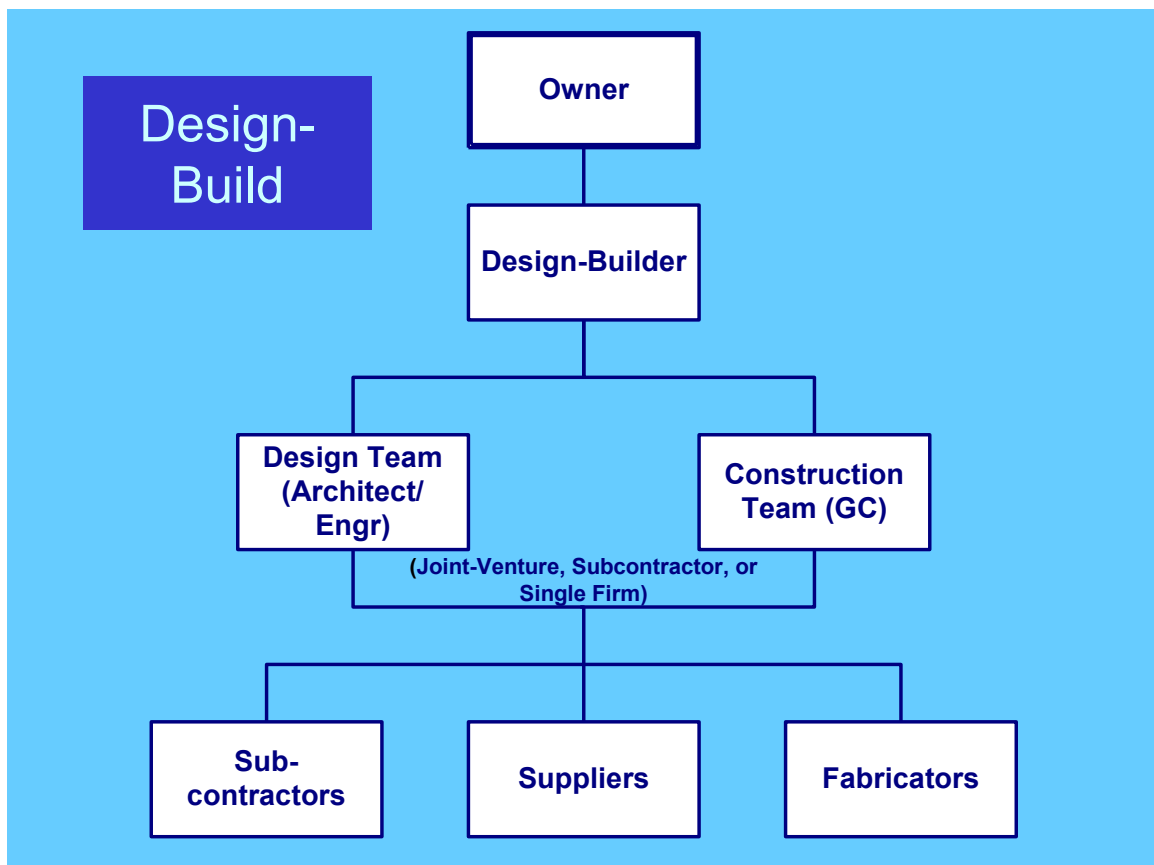 Design-
Build
Owner
Design-Builder
Design Team
(Architect/
Engr)
Construction
Team (GC)
(Joint-Venture, Subcontractor, or
Single Firm)
Sub-
contractors
Suppliers
Fabricators